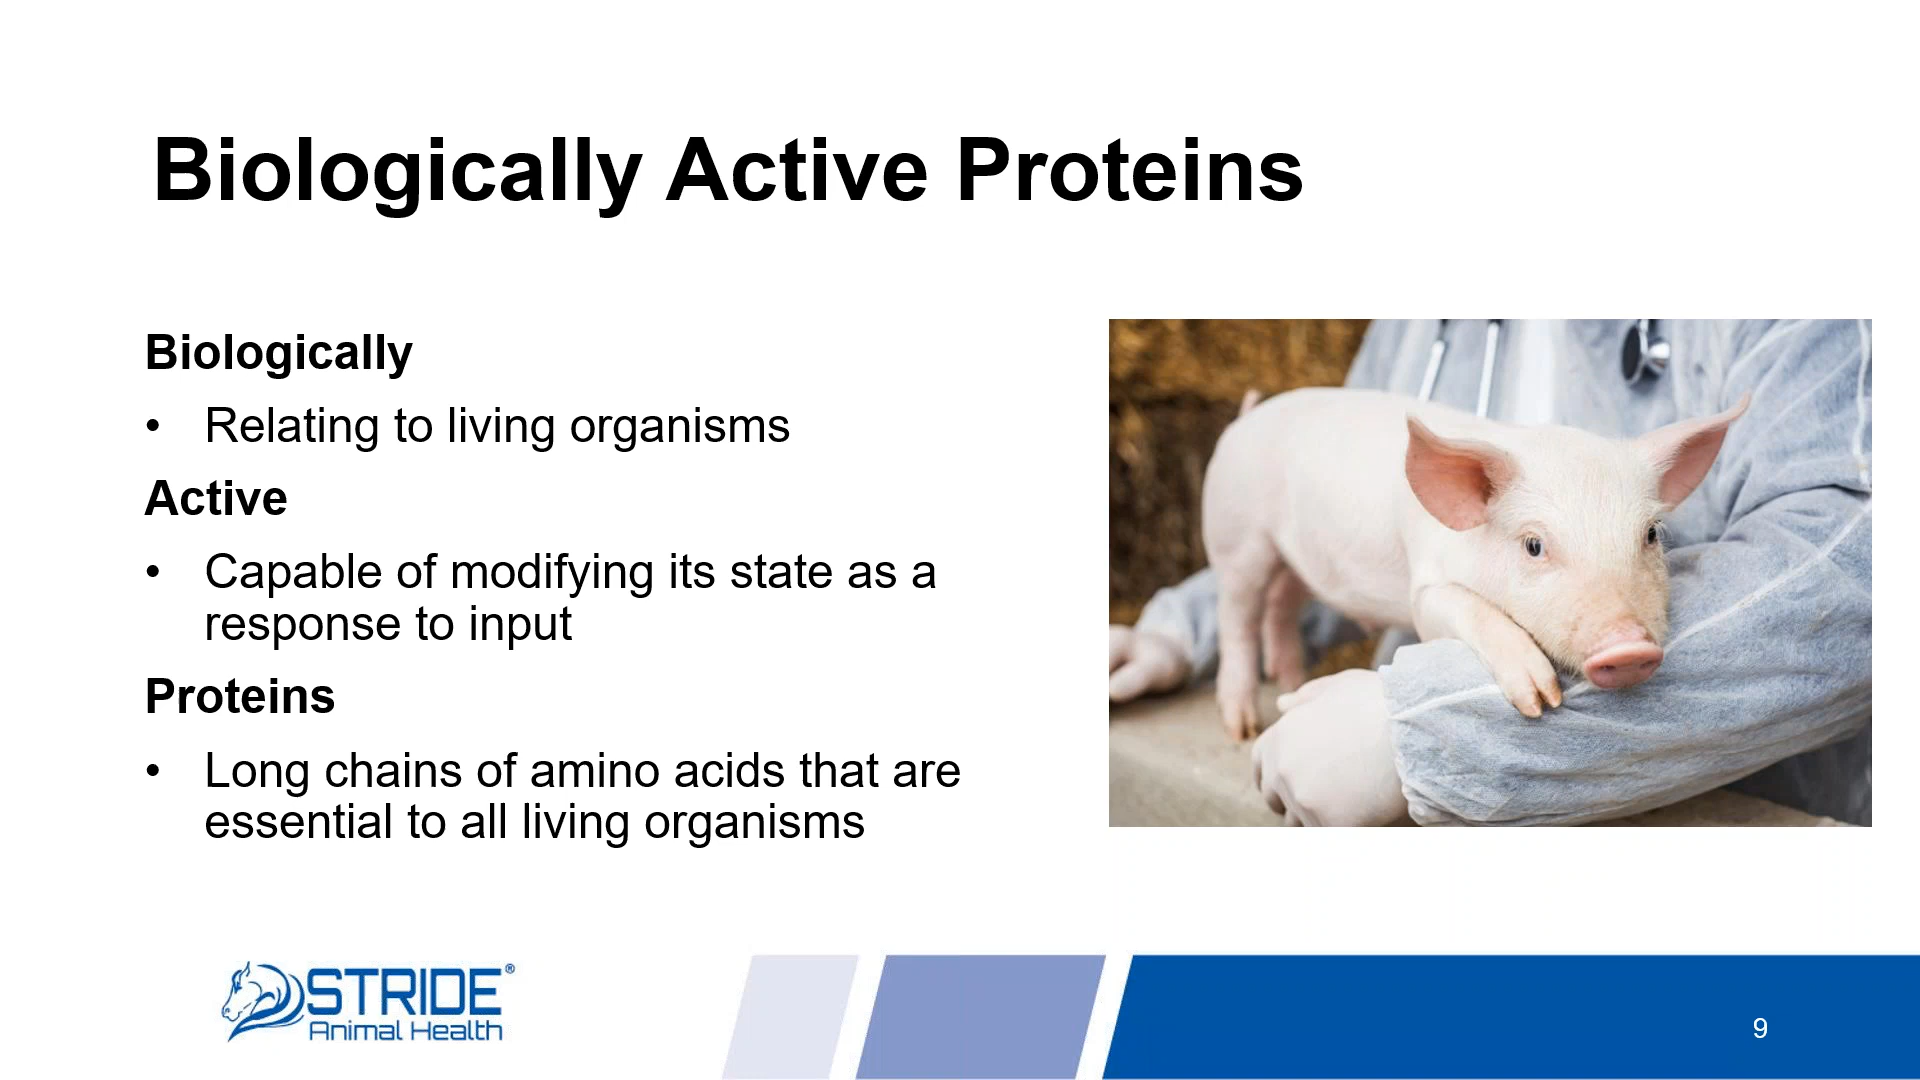 Biologically Active Proteins
Biologically
• Relating to living organisms
Active
• Capable of modifying its state as a
response to input
Proteins
• Long chains of amino acids that are
essential to all living organisms
STRIDE®
Animal Health
9